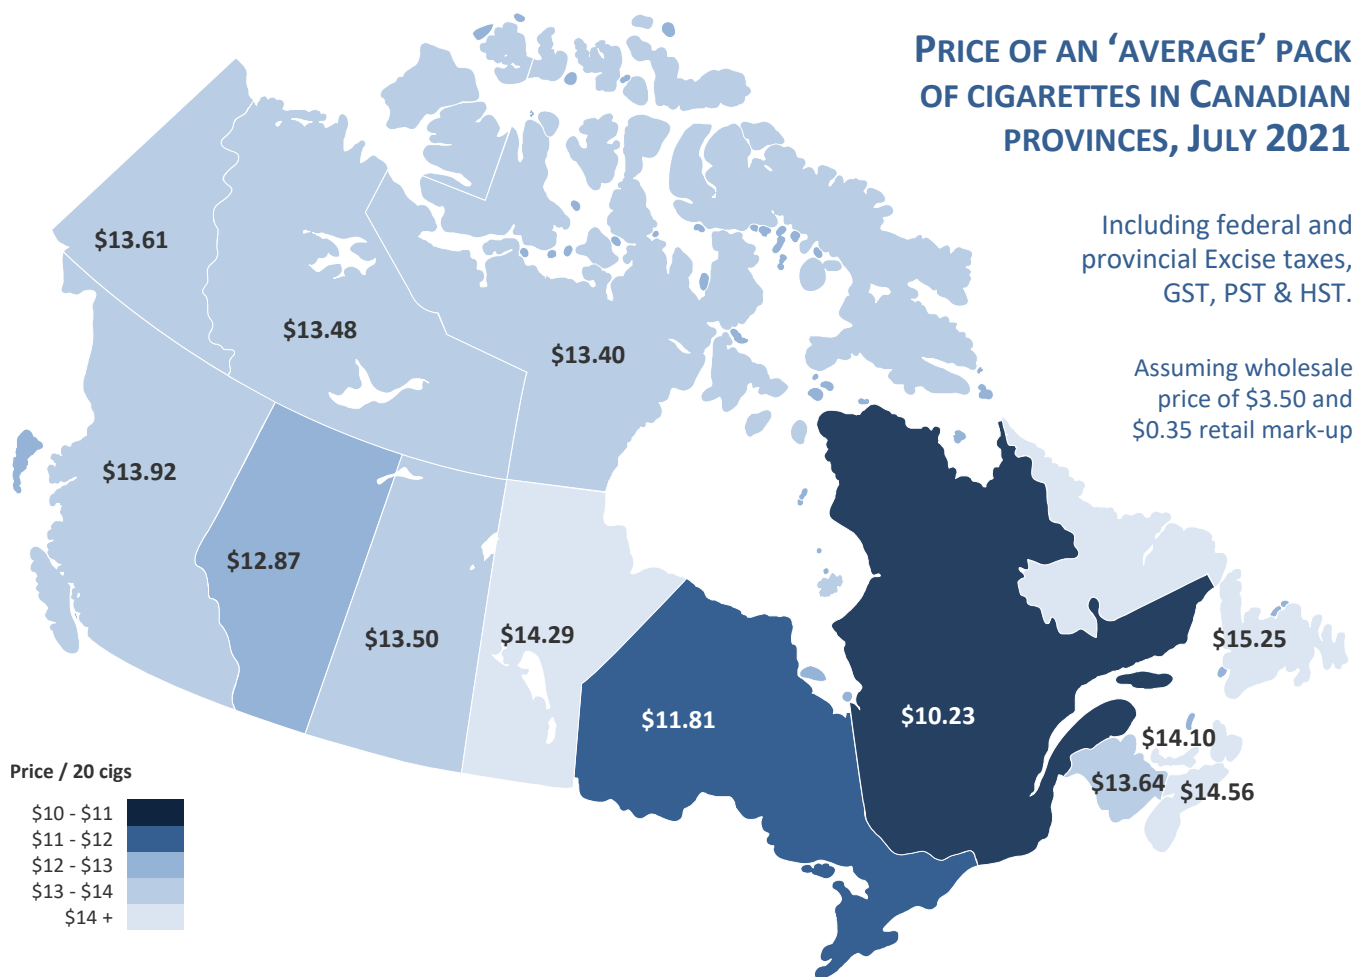 PRICE OF AN ‘AVERAGE’ PACK
OF CIGARETTES IN CANADIAN
PROVINCES, JULY 2021
Including federal and
provincial Excise taxes,
GST, PST & HST.
Assuming wholesale
price of $3.50 and
$0.35 retail mark-up
$13.61
$13.48
$13.40
$13.92
$12.87
$13.50
$14.29
$11.81
$10.23
$15.25
$14.10
$13.64
$14.56
Price / 20 cigs
$10 - $11
$11 - $12
$12 - $13
$13 - $14
$14 +